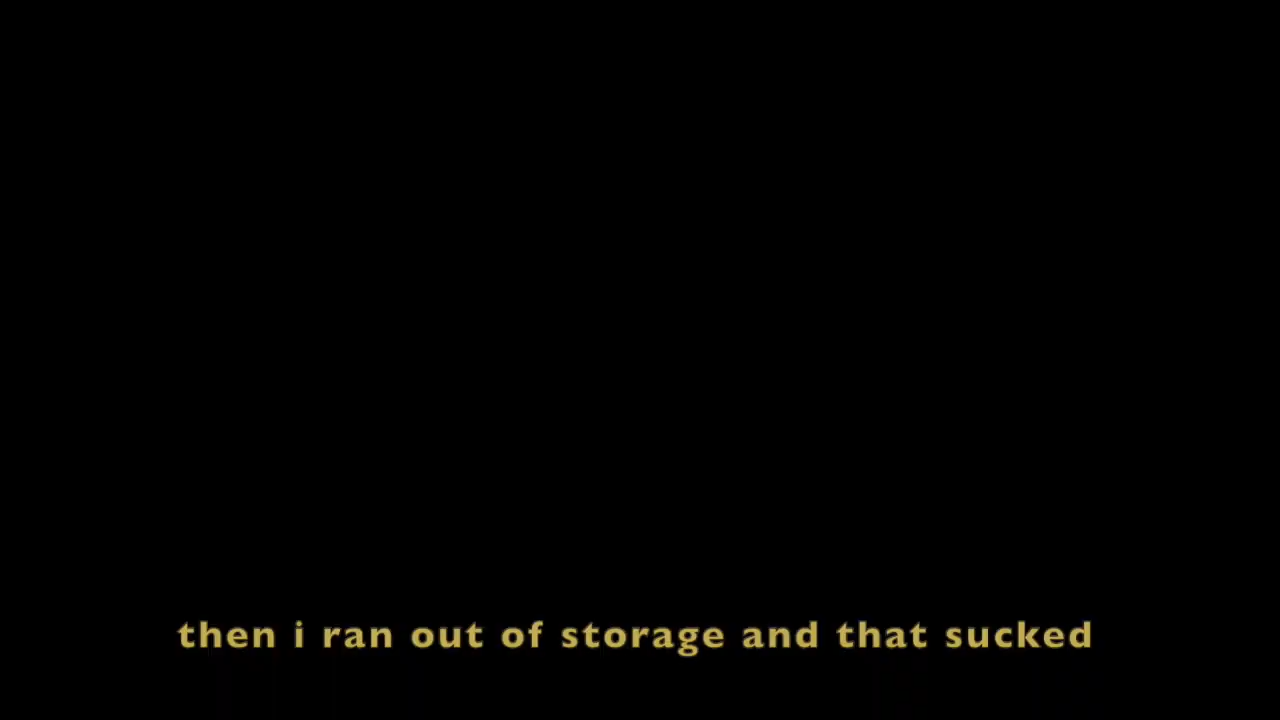 then i ran out of storage and that sucked